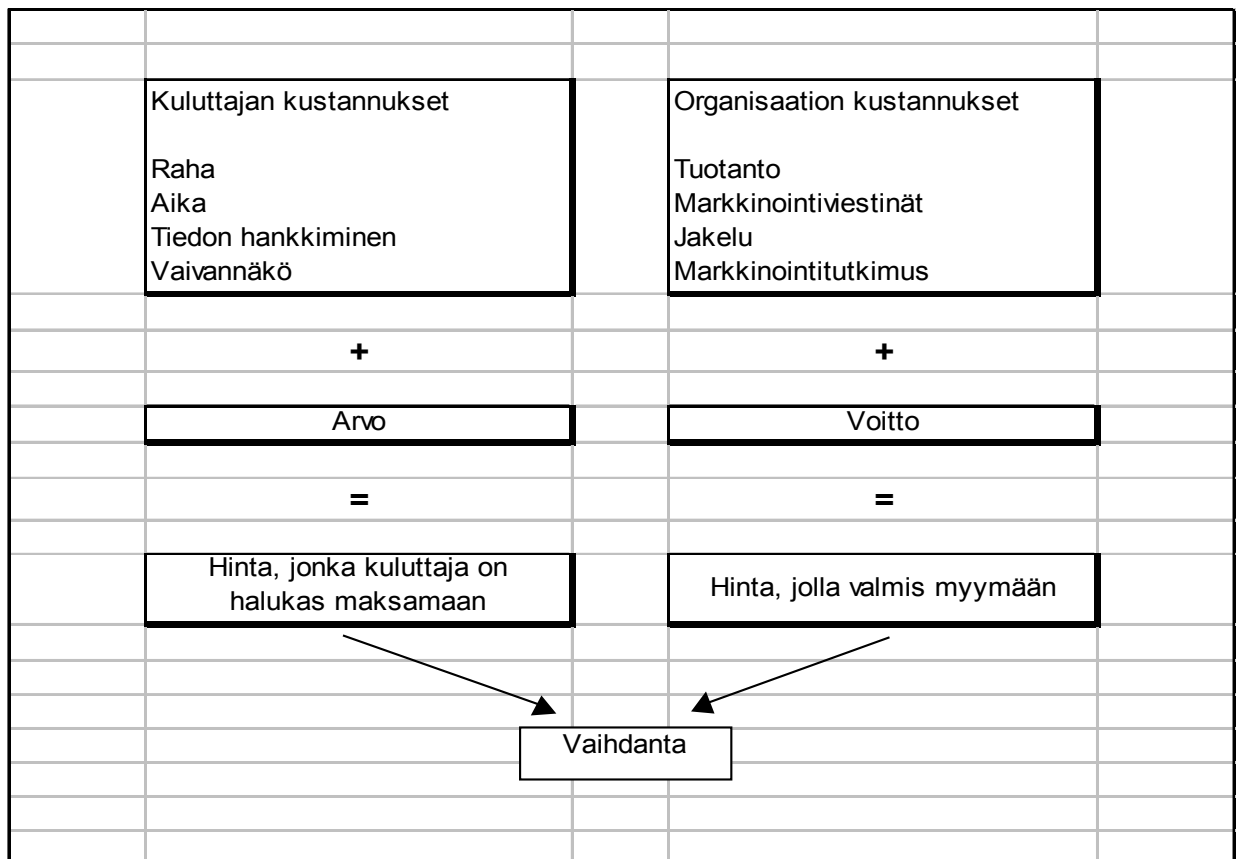 Kuluttajan kustannukset
Raha
Aika
Tiedon hankkiminen
Vaivannäkö
Organisaation kustannukset
Tuotanto
Markkinointiviestinät
Jakelu
Markkinointitutkimus
+
+
Arvo
Voitto
=
=
Hinta, jonka kuluttaja on
halukas maksamaan
Hinta, jolla valmis myymään
Vaihdanta